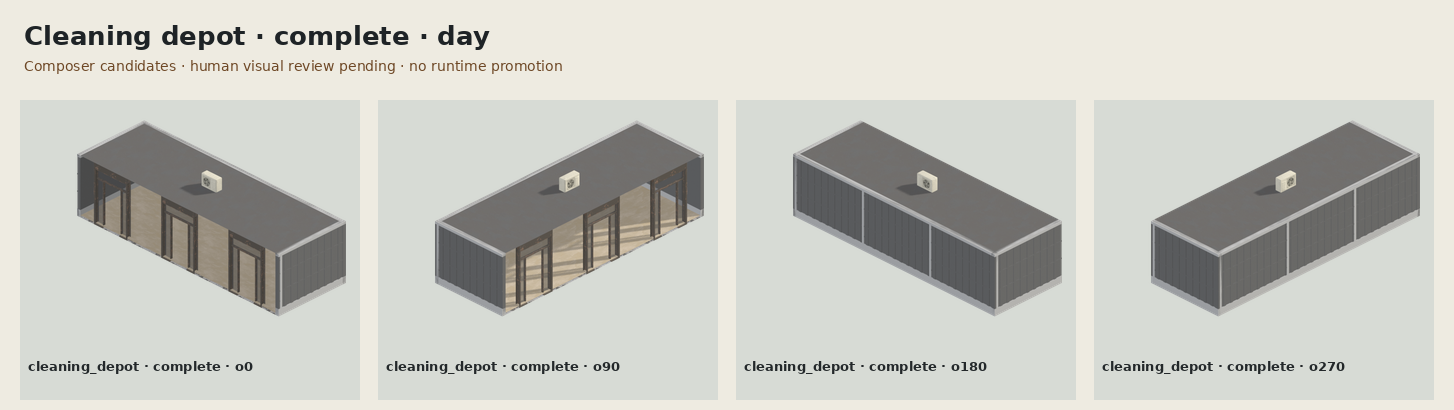 Cleaning depot · complete · day
Composer candidates · human visual review pending · no runtime promotion
cleaning_depot · complete · o0
cleaning_depot · complete · o90
cleaning_depot · complete · o180
cleaning_depot · complete · o270